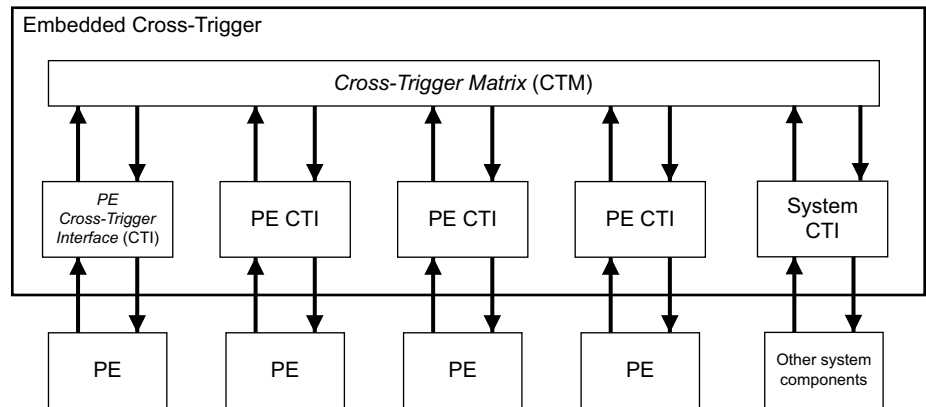 Embedded Cross-Trigger
Cross-Trigger Matrix (CTM)
PE
Cross-Trigger
Interface (CTI)
PE CTI
PE CTI
PE CTI
System
CTI
PE
PE
PE
PE
Other system
components